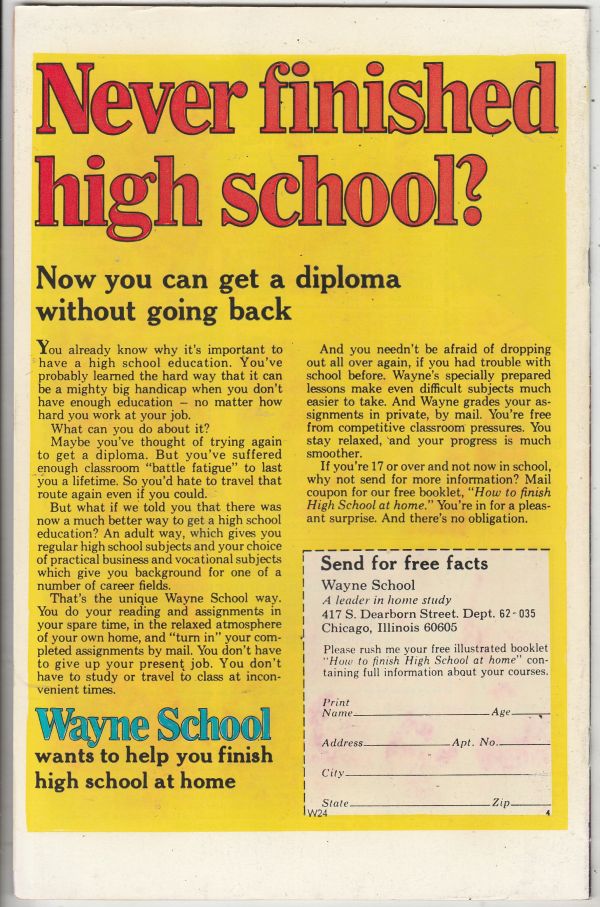 Never finished
high school?
Now you can get a diploma
without going back
You already know why it's important to
have a high school education. You've
probably learned the hard way that it can
be a mighty big handicap when you don't
have enough education – no matter how
hard you work at your job.
What can you do about it?
Maybe you've thought of trying again
to get a diploma. But you've suffered
enough classroom "battle fatigue" to last
you a lifetime. So you'd hate to travel that
route again even if you could.
But what if we told you that there was
now a much better way to get a high school
education? An adult way, which gives you
regular high school subjects and your choice
of practical business and vocational subjects
which give you background for one of a
number of career fields.
That's the unique Wayne School way.
You do your reading and assignments in
your spare time, in the relaxed atmosphere
of your own home, and "turn in" your com-
pleted assignments by mail. You don't have
to give up your present job. You don't
have to study or travel to class at incon-
venient times.
Wayne School
wants to help you finish
high school at home
And you needn't be afraid of dropping
out all over again, if you had trouble with
school before. Wayne's specially prepared
lessons make even difficult subjects much
easier to take. And Wayne grades your as-
signments in private, by mail. You're free
from competitive classroom pressures. You
stay relaxed, and your progress is much
smoother.
If you're 17 or over and not now in school,
why not send for more information? Mail
coupon for our free booklet, "How to finish
High School at home." You're in for a pleas-
ant surprise. And there's no obligation.
Send for free facts
Wayne School
A leader in home study
417 S. Dearborn Street. Dept. 62-035
Chicago, Illinois 60605
Please rush me your free illustrated booklet
"How to finish High School at home" con-
taining full information about your courses.
Print
Name Age
Address Apt. No.
City
State Zip
W24 4